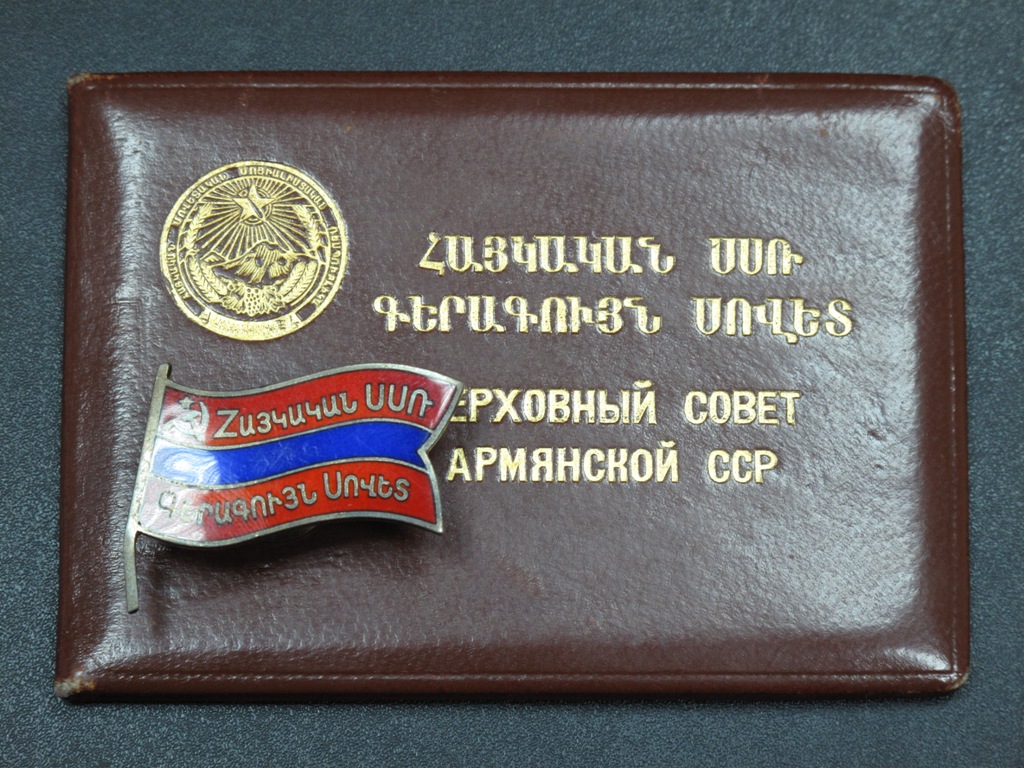 ՀԱՅԿԱԿԱՆ ՍՍՌ
ԳԵՐԱԳՈՒՅՆ ՍՈՎԵՏ
ЕРХОВНЫЙ СОВЕТ
АРМЯНСКОЙ ССР
ՀԱՅԿԱԿԱՆ ՍՍՌ
ԳԵՐԱԳՈՒՅՆ ՍՈՎԵՏ